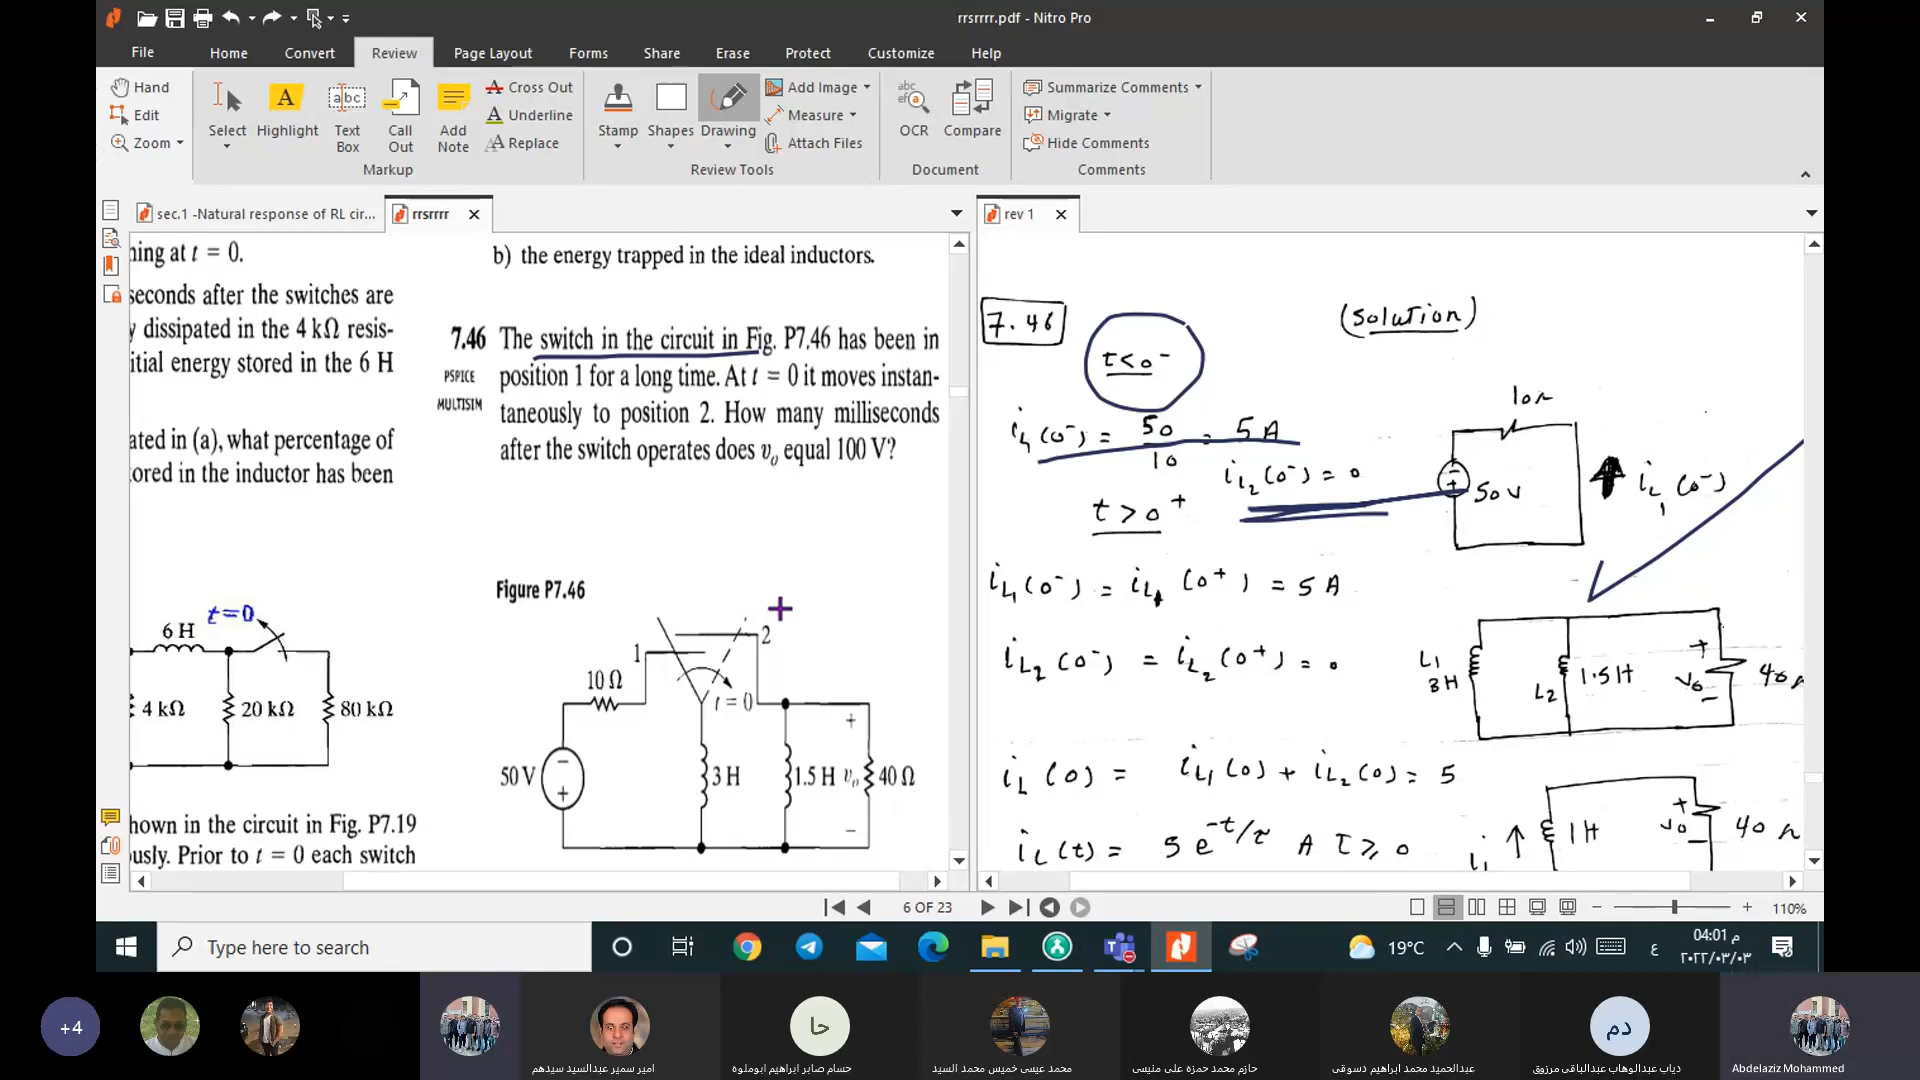 rrsrrrr.pdf - Nitro Pro
File
Home
Convert
Review
Page Layout
Forms
Share
Erase
Protect
Customize
Help
Hand
Edit
Zoom
Select
Highlight
Text Box
Call Out
Add Note
Cross Out
Underline
Replace
Markup
Stamp
Shapes
Drawing
Add Image
Measure
Attach Files
Review Tools
OCR
Compare
Document
Summarize Comments
Migrate
Hide Comments
Comments
sec.1 -Natural response of RL cir...
rrsrrrr
rev 1
ning at t = 0.
seconds after the switches are
y dissipated in the 4 kΩ resis-
itial energy stored in the 6 H
ated in (a), what percentage of
ored in the inductor has been
t=0
6 H
4 kΩ
20 kΩ
80 kΩ
hown in the circuit in Fig. P7.19
usly. Prior to t = 0 each switch
b) the energy trapped in the ideal inductors.
7.46 The switch in the circuit in Fig. P7.46 has been in
PSPICE
MULTISIM
position 1 for a long time. At t = 0 it moves instan-
taneously to position 2. How many milliseconds
after the switch operates does vo equal 100 V?
Figure P7.46
1
2
10 Ω
t = 0
50 V
3 H
1.5 H
vo
40 Ω
7.46
(Solution)
t<0-
iL1(0-) = 50/10 = 5 A
iL2(0-) = 0
10Ω
50V
iL1(0-)
t > 0+
iL1(0-) = iL1(0+) = 5 A
iL2(0-) = iL2(0+) = 0
L1
3H
L2
1.5H
+
Vo
-
40Ω
iL(0) = iL1(0) + iL2(0) = 5
iL(t) = 5 e-t/τ A t ≥ 0
1H
+
Vo
-
40 Ω
6 OF 23
110%
Type here to search
19°C
ع
04:01 م
٢٠٢٢/٠٣/٠٣
+4
امير سمير عبدالسيد سيدهم
حا
حسام صابر ابراهيم ابوملوه
محمد عيسى خميس محمد السيد
حازم محمد حمزه على منيسى
عبدالحميد محمد ابراهيم دسوقى
دم
دياب عبدالوهاب عبدالباقى مرزوق
Abdelaziz Mohammed